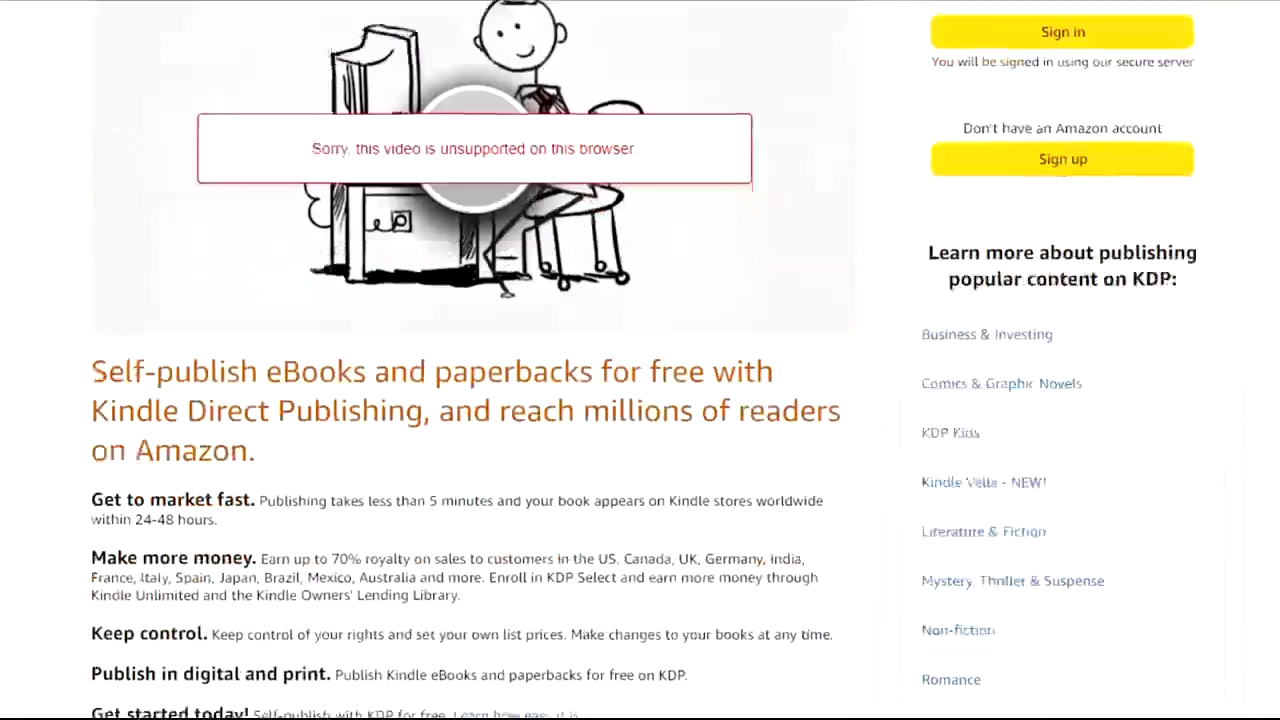 Sorry, this video is unsupported on this browser.
Self-publish eBooks and paperbacks for free with
Kindle Direct Publishing, and reach millions of readers
on Amazon.
Get to market fast. Publishing takes less than 5 minutes and your book appears on Kindle stores worldwide
within 24-48 hours.
Make more money. Earn up to 70% royalty on sales to customers in the US, Canada, UK, Germany, India,
France, Italy, Spain, Japan, Brazil, Mexico, Australia and more. Enroll in KDP Select and earn more money through
Kindle Unlimited and the Kindle Owners' Lending Library.
Keep control. Keep control of your rights and set your own list prices. Make changes to your books at any time.
Publish in digital and print. Publish Kindle eBooks and paperbacks for free on KDP.
Get started today! Self-publish with KDP for free. Learn how easy it is
Sign in
You will be signed in using our secure server
Don't have an Amazon account
Sign up
Learn more about publishing
popular content on KDP:
Business & Investing
Comics & Graphic Novels
KDP Kids
Kindle Vella - NEW!
Literature & Fiction
Mystery, Thriller & Suspense
Non-fiction
Romance